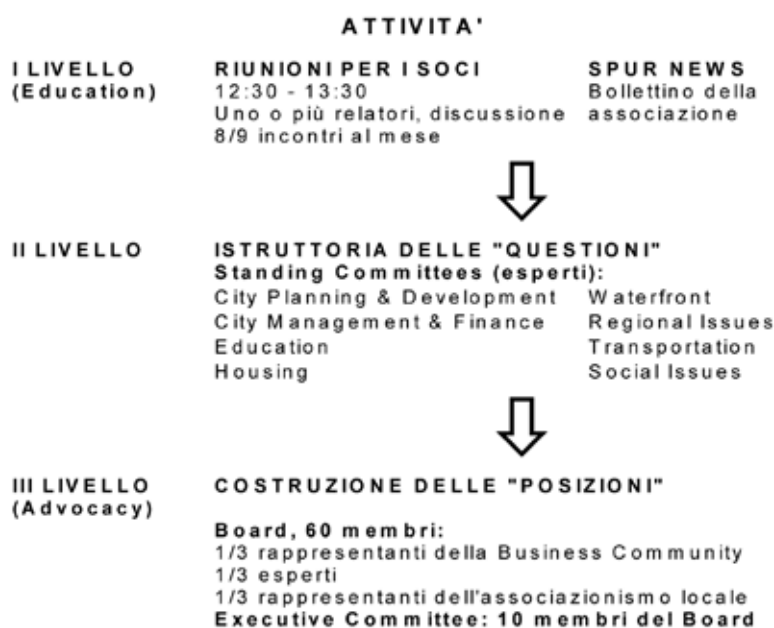 ATTIVITA'
I LIVELLO RIUNIONI PER I SOCI SPUR NEWS
(Education) 12:30 - 13:30 Bollettino della
Uno o più relatori, discussione associazione
8/9 incontri al mese
II LIVELLO ISTRUTTORIA DELLE "QUESTIONI"
Standing Committees (esperti):
City Planning & Development Waterfront
City Management & Finance Regional Issues
Education Transportation
Housing Social Issues
III LIVELLO COSTRUZIONE DELLE "POSIZIONI"
(Advocacy)
Board, 60 membri:
1/3 rappresentanti della Business Community
1/3 esperti
1/3 rappresentanti dell'associazionismo locale
Executive Committee: 10 membri del Board